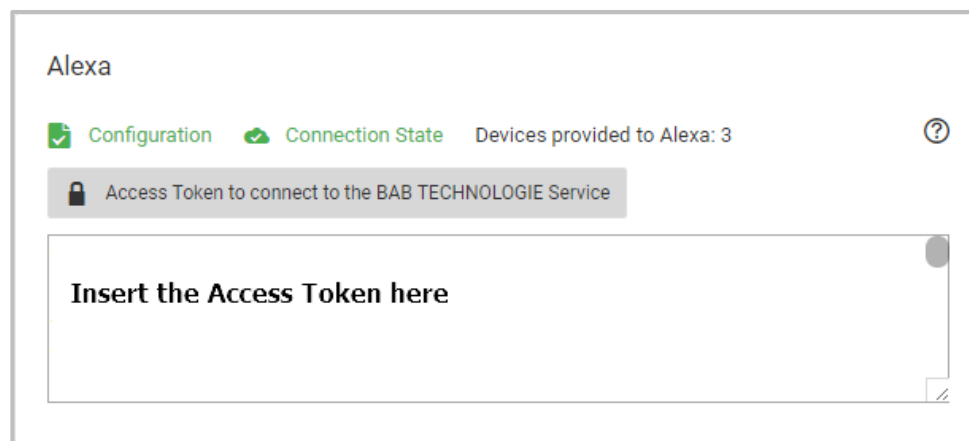 Alexa
Configuration Connection State Devices provided to Alexa: 3
Access Token to connect to the BAB TECHNOLOGIE Service
Insert the Access Token here